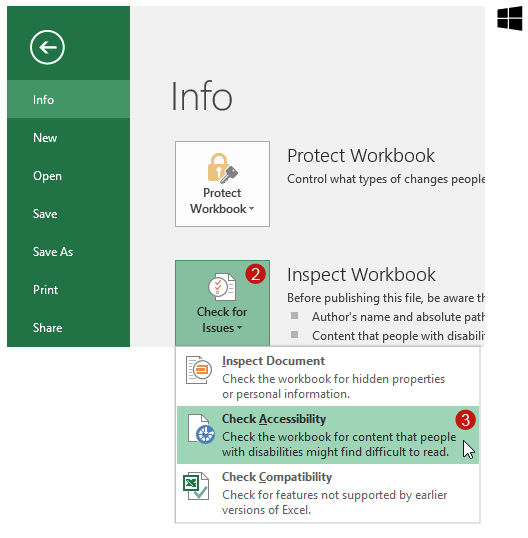 Info
New
Open
Save
Save As
Print
Share
Info
Protect
Workbook
Protect Workbook
Control what types of changes people
2
Check for
Issues
Inspect Workbook
Before publishing this file, be aware th
Author's name and absolute path
Content that people with disabilit
Inspect Document
Check the workbook for hidden properties
or personal information.
3
Check Accessibility
Check the workbook for content that people
with disabilities might find difficult to read.
Check Compatibility
Check for features not supported by earlier
versions of Excel.